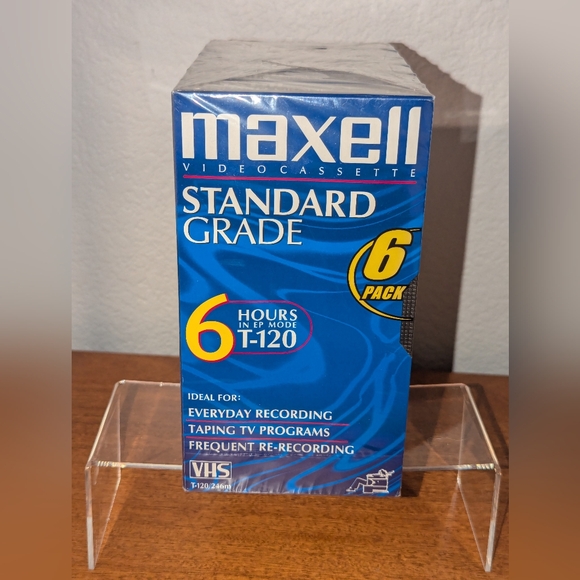 maxell
VIDEOCASSETTE
STANDARD
GRADE
6
PACK
6
HOURS
IN EP MODE
T-120
IDEAL FOR:
EVERYDAY RECORDING
TAPING TV PROGRAMS
FREQUENT RE-RECORDING
VHS
T-120/246m